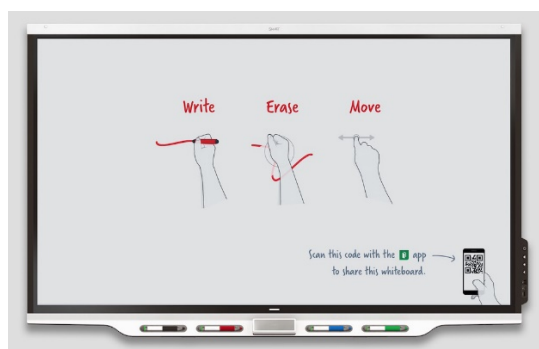 Write Erase Move
Scan this code with the app
to share this whiteboard.